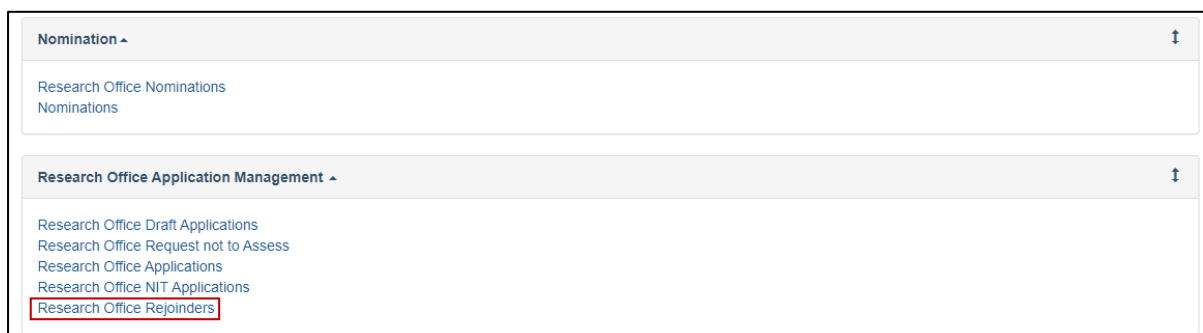 Nomination
Research Office Nominations
Nominations
Research Office Application Management
Research Office Draft Applications
Research Office Request not to Assess
Research Office Applications
Research Office NIT Applications
Research Office Rejoinders